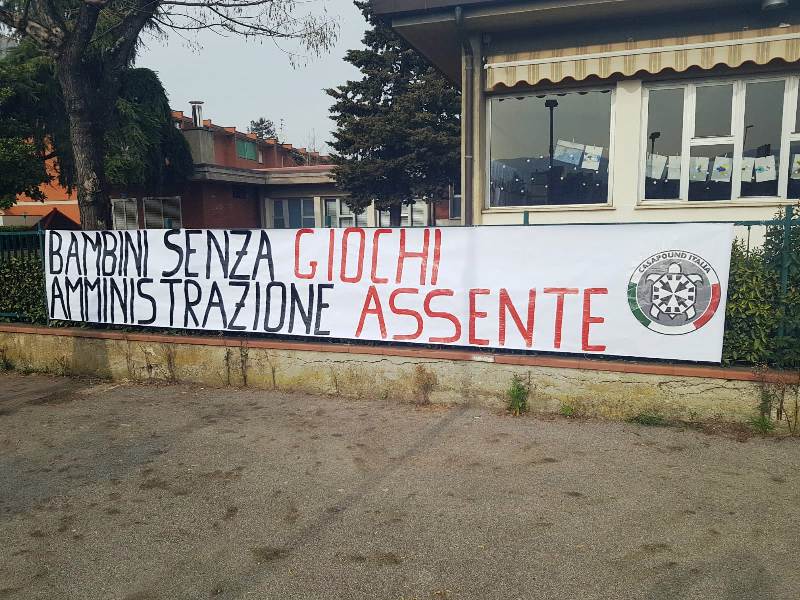 BAMBINI SENZA GIOCHI
AMMINISTRAZIONE ASSENTE
CASAPOUND ITALIA